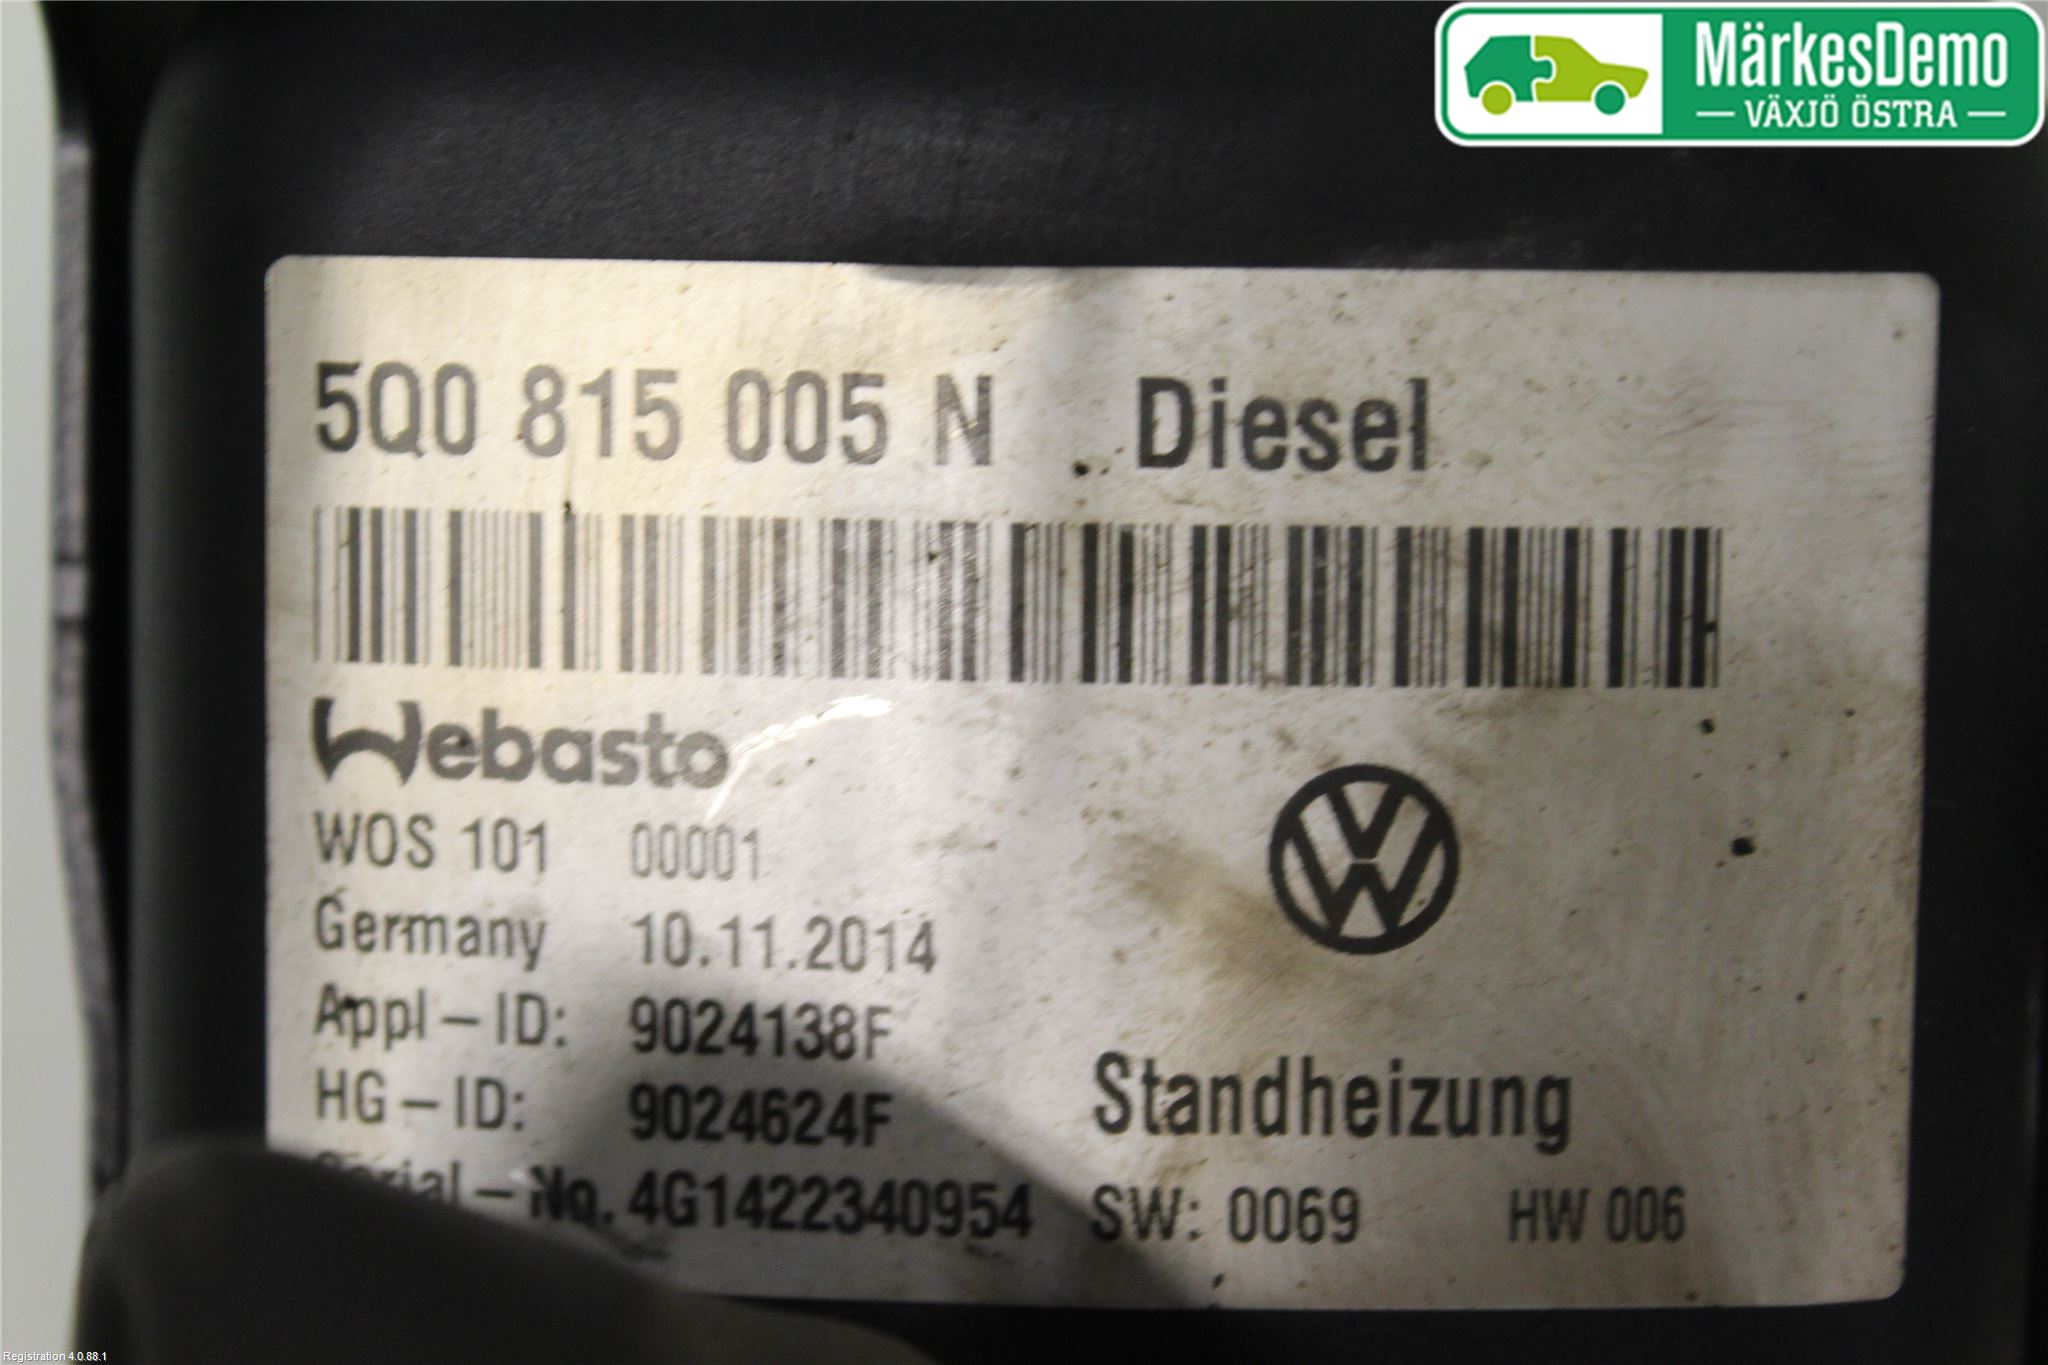 MärkesDemo
VÄXJÖ ÖSTRA
5Q0 815 005 N Diesel
Webasto
WOS 101 00001
Germany 10.11.2014
Appl-ID: 9024138F
HG-ID: 9024624F
Standheizung
Serial-No. 4G1422340954 SW: 0069 HW 006
Registration 4.0.88.1